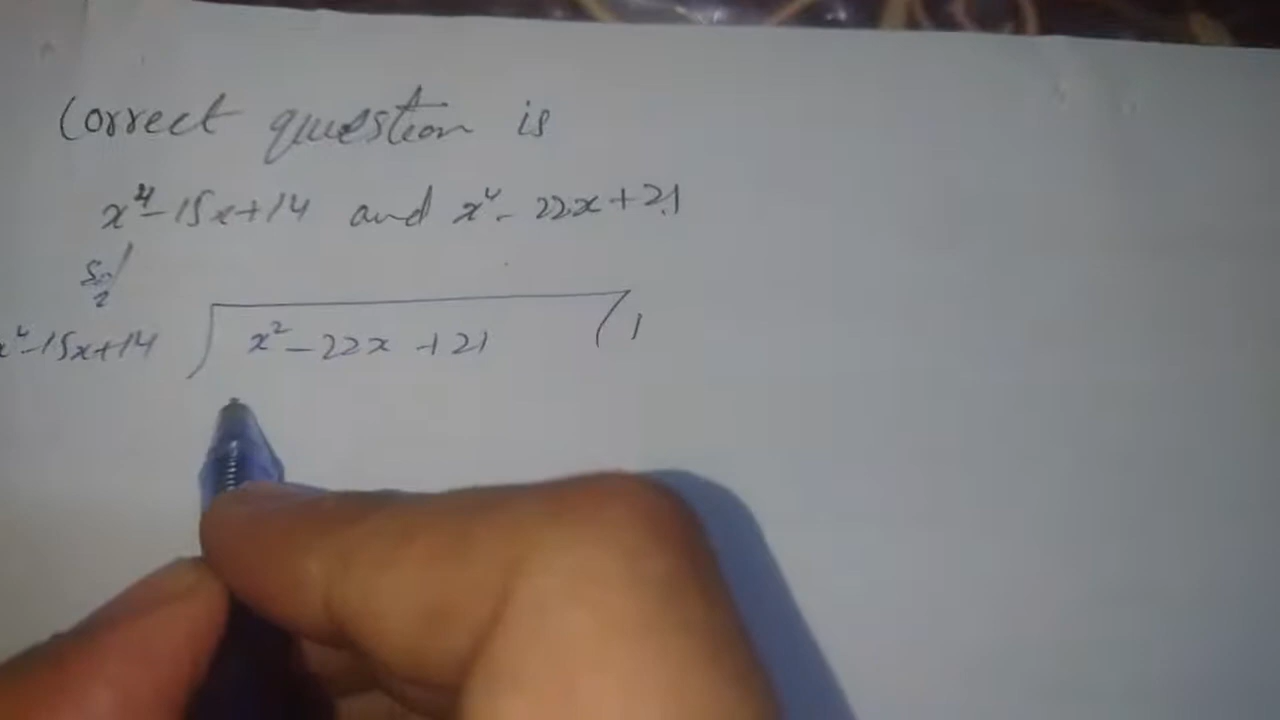 Correct question is
x⁴-15x+14 and x⁴- 22x+21
Sol
x⁴-15x+14 x²-22x +21 1